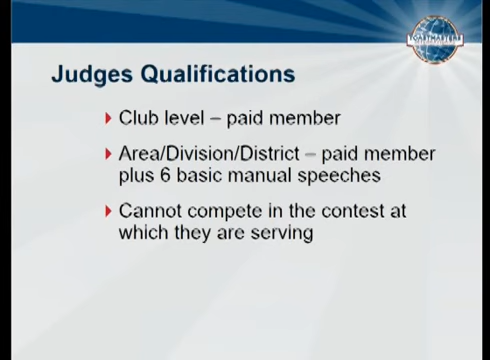 TOASTMASTERS
Judges Qualifications
Club level – paid member
Area/Division/District – paid member
plus 6 basic manual speeches
Cannot compete in the contest at
which they are serving